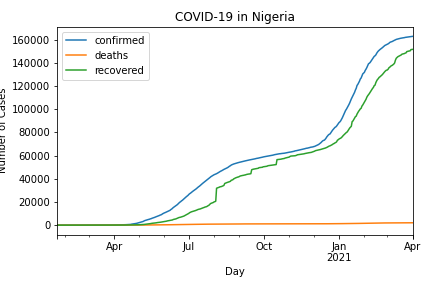 COVID-19 in Nigeria
160000
140000
120000
100000
80000
60000
40000
20000
0
Number of Cases
confirmed
deaths
recovered
Apr
Jul
Oct
Jan
2021
Apr
Day